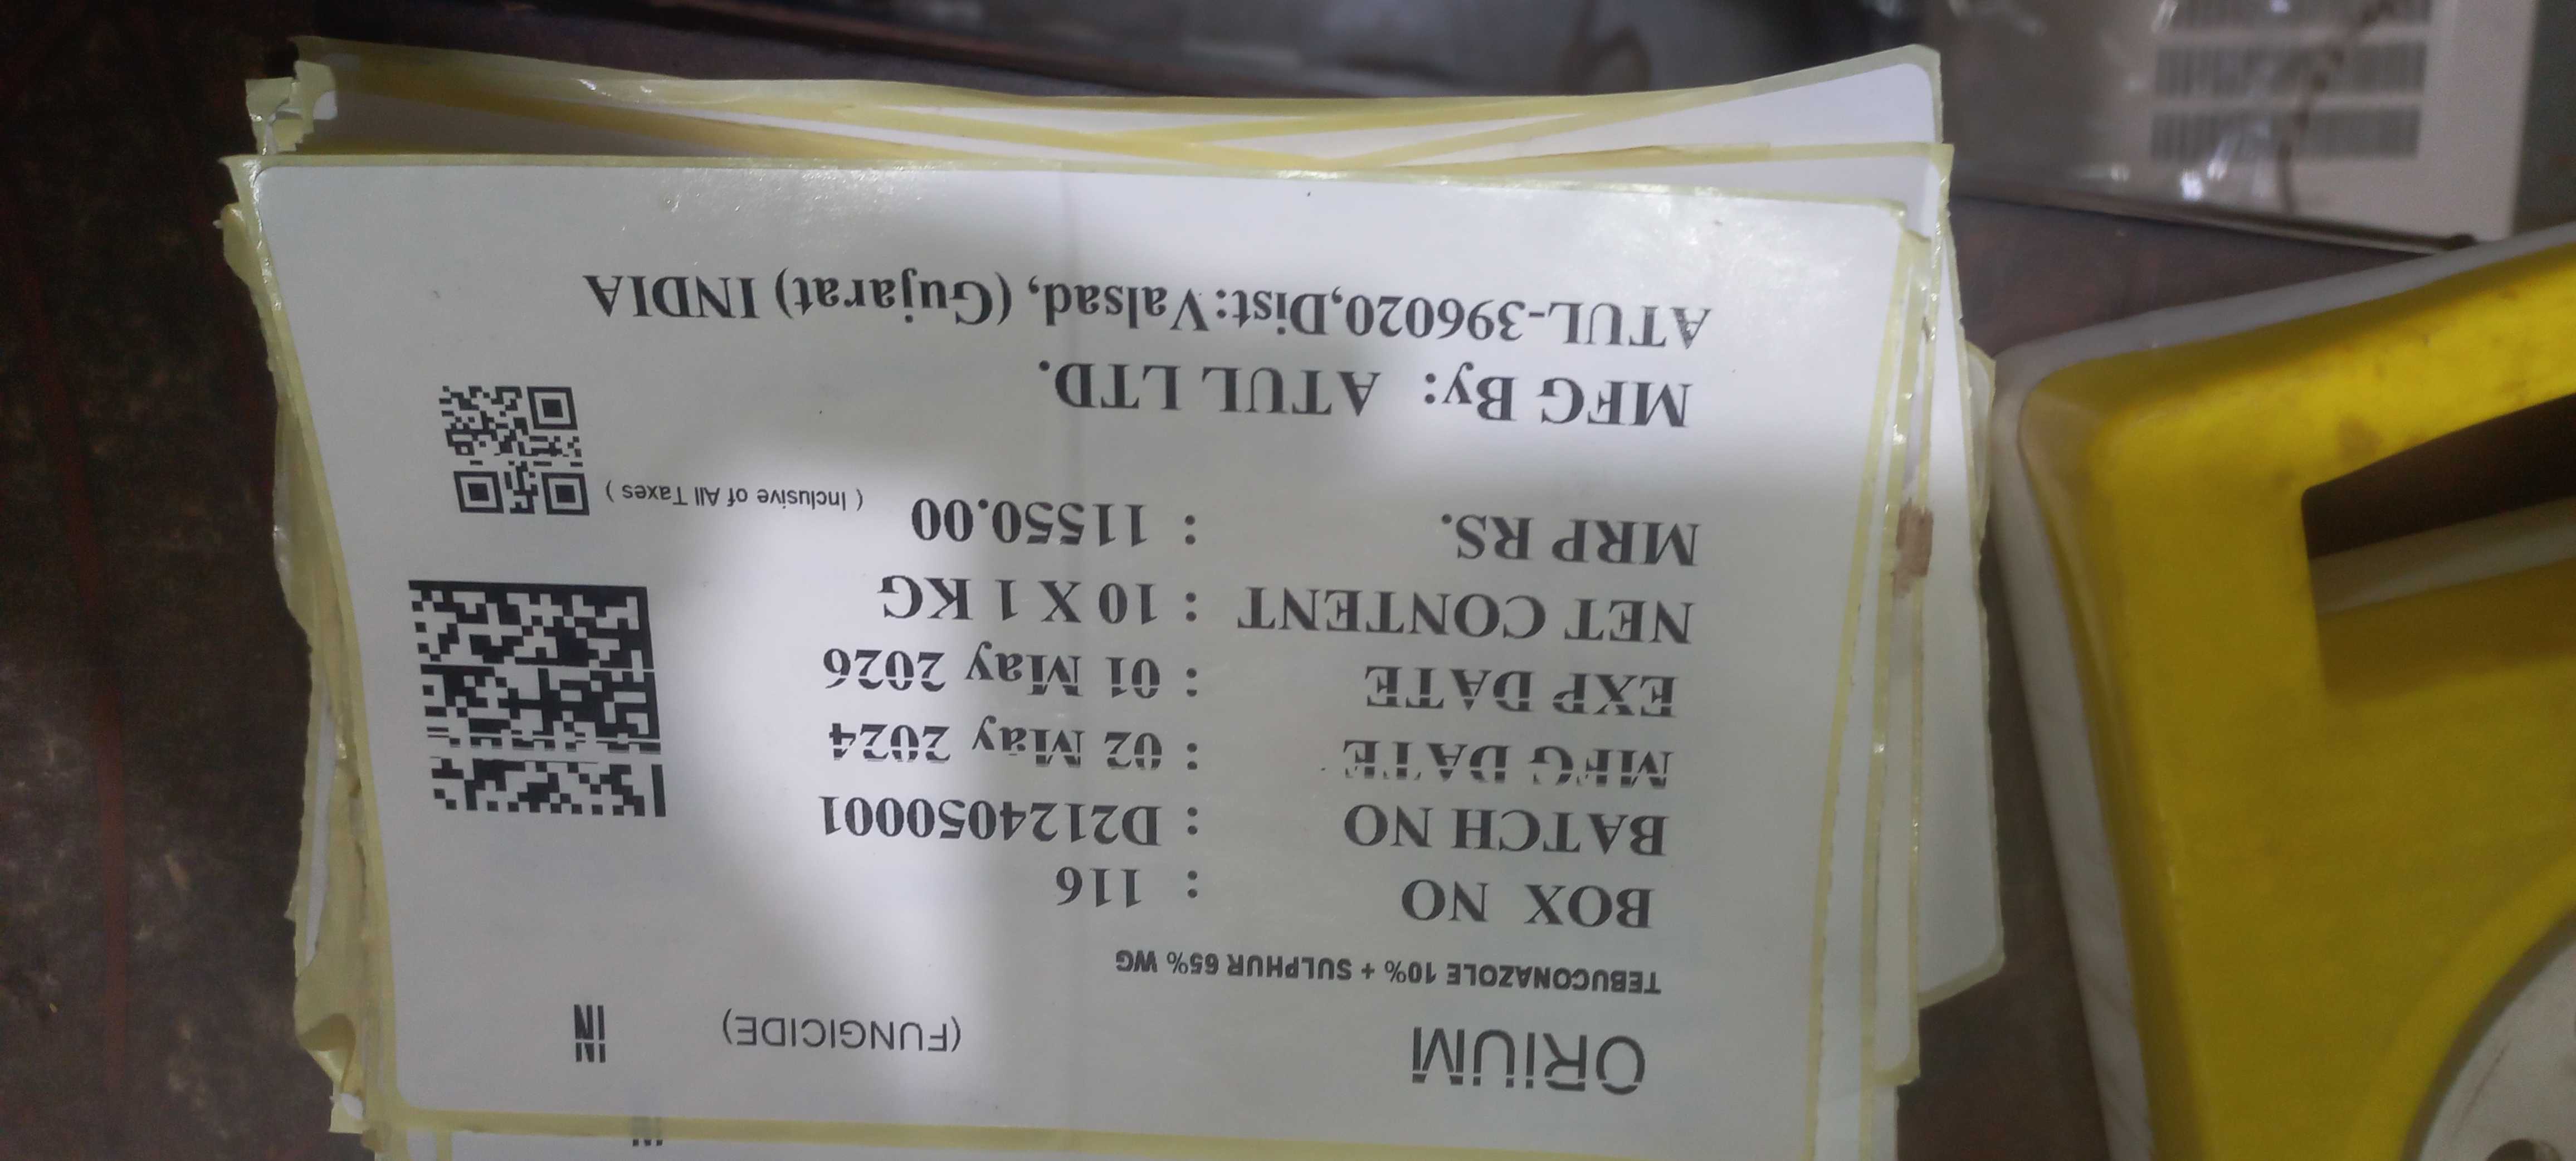 ORIUM (FUNGICIDE)
TEBUCONAZOLE 10% + SULPHUR 65% WG
BOX NO : 116
BATCH NO : D2124050001
MFG DATE : 02 May 2024
EXP DATE : 01 May 2026
NET CONTENT : 10 X 1 KG
MRP RS. : 11550.00 ( Inclusive of All Taxes )
MFG By: ATUL LTD.
ATUL-396020,Dist:Valsad, (Gujarat) INDIA